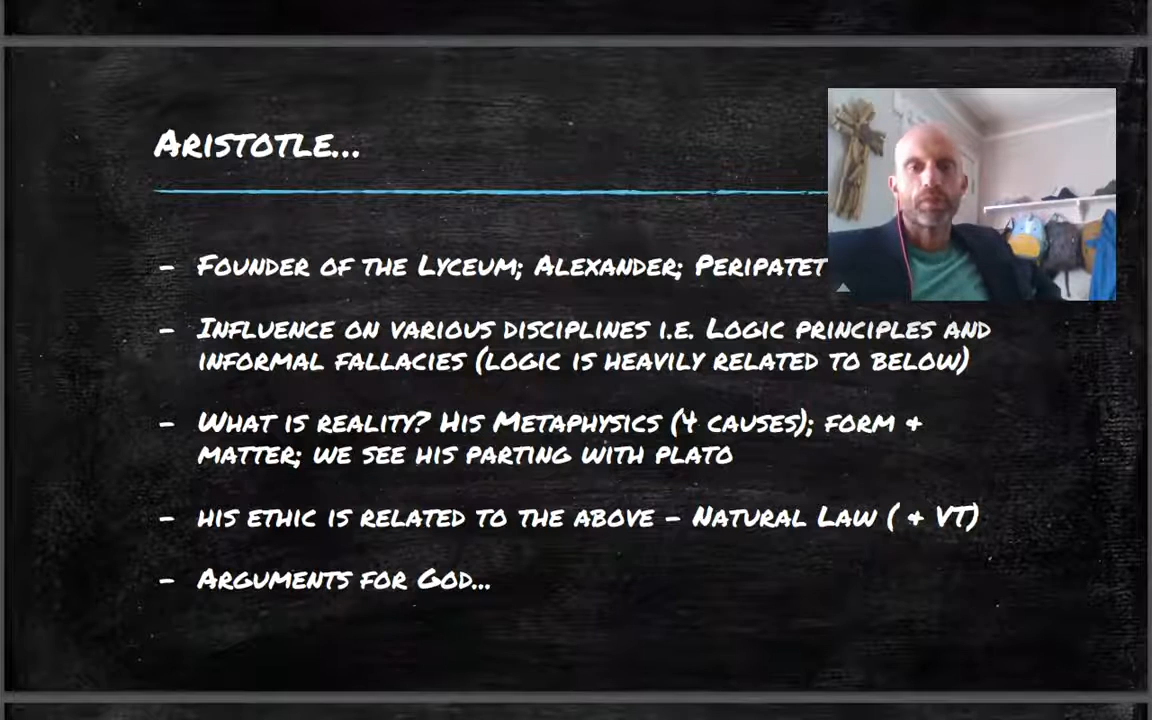 Aristotle...
- Founder of the Lyceum; Alexander;
- Influence on various disciplines i.e. Logic principles and
informal fallacies (logic is heavily related to below)
- What is reality? His Metaphysics (4 causes); form +
matter; we see his parting with plato
- his ethic is related to the above - Natural Law ( + VT)
- Arguments for God...